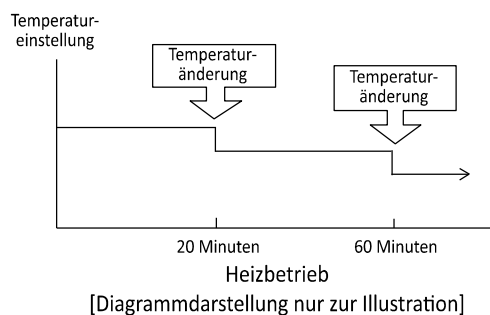 Temperatur-
einstellung
Temperatur-
änderung
Temperatur-
änderung
20 Minuten
60 Minuten
Heizbetrieb
[Diagrammdarstellung nur zur Illustration]